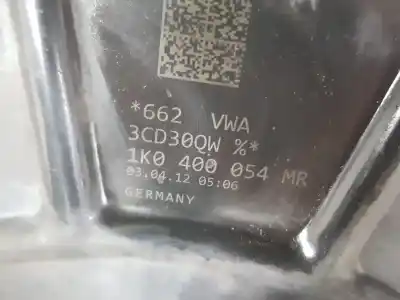 *662 VWA
3CD30QW %*
1K0 400 054 MR
03.04.12 05:06
GERMANY